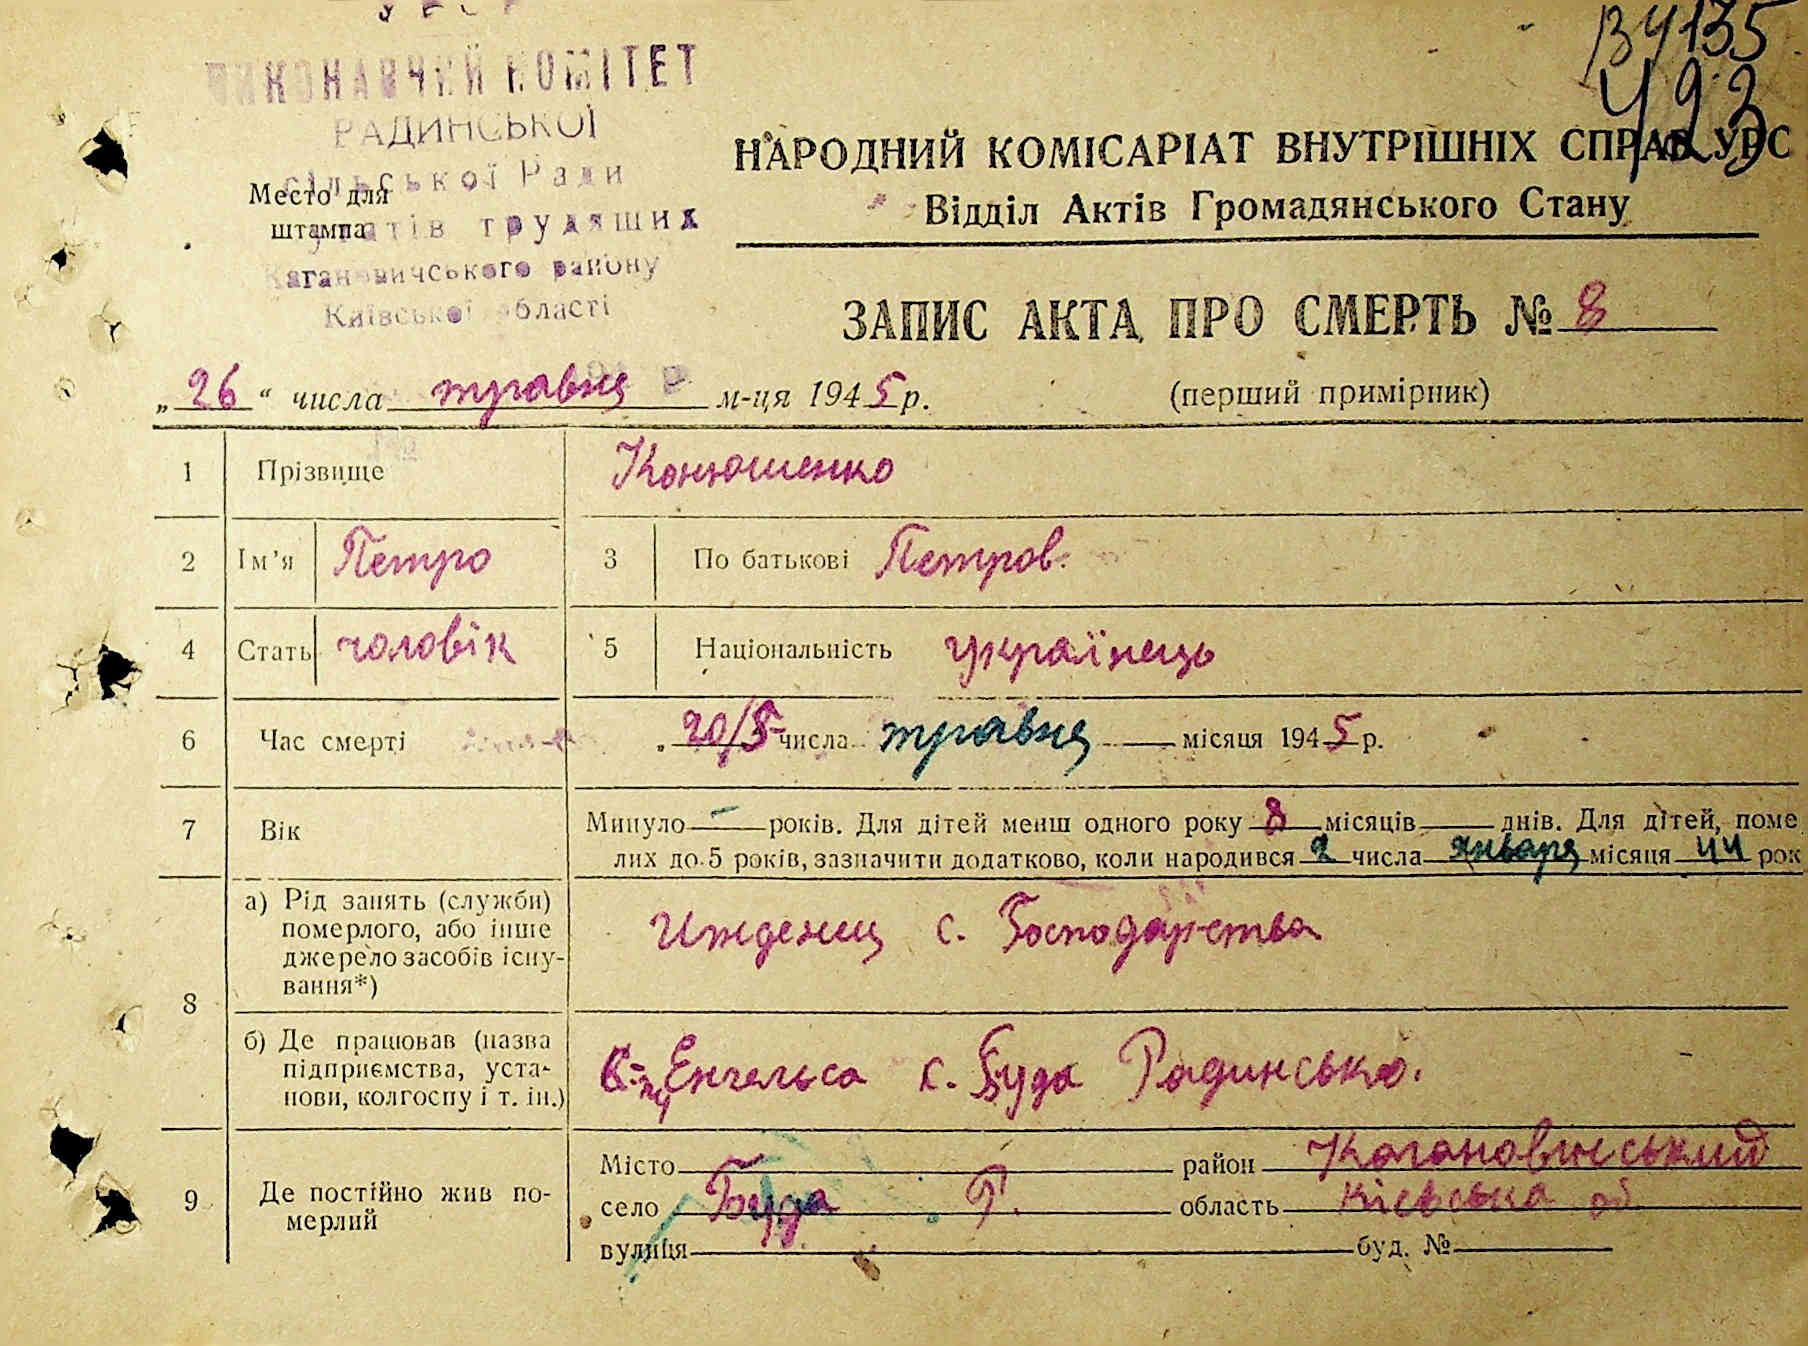 ВЧ135
493
ВИКОНАВЧИЙ КОМІТЕТ
РАДИНСЬКОЇ
сільської Ради
Место для
штампа
трудящих
Кагановичського району
Київської області
НАРОДНИЙ КОМІСАРІАТ ВНУТРІШНІХ СПРАВ УРС
Відділ Актів Громадянського Стану
ЗАПИС АКТА ПРО СМЕРТЬ № 8
„26“ числа травня м-ця 1945 р. (перший примірник)
1 Прізвище Конюшенко
2 Ім’я Петро 3 По батькові Петров.
4 Стать чоловік 5 Національність українець
6 Час смерті „20/5 числа травня місяця 1945 р.
7 Вік Минуло — років. Для дітей менш одного року 8 місяців днів. Для дітей, поме
лих до 5 років, зазначити додатково, коли народився 2 числа января місяця 44 рок
8 а) Рід занять (служби)
померлого, або інше
джерело засобів існу-
вання*)
Ижденец с. Господарства
б) Де працював (назва
підприємства, уста-
нови, колгоспу і т. ін.)
Енгельса с. Буда Радинська.
9 Де постійно жив по-
мерлий
Місто район Кагановичський
село Буда Р. область Кієвська об
вулиця буд. №